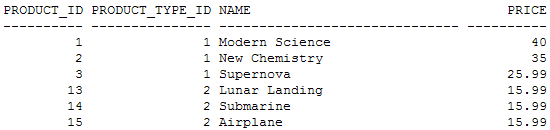 PRODUCT_ID PRODUCT_TYPE_ID NAME                                PRICE
---------- --------------- ------------------------------ ----------
         1               1 Modern Science                         40
         2               1 New Chemistry                          35
         3               1 Supernova                           25.99
        13               2 Lunar Landing                       15.99
        14               2 Submarine                           15.99
        15               2 Airplane                            15.99